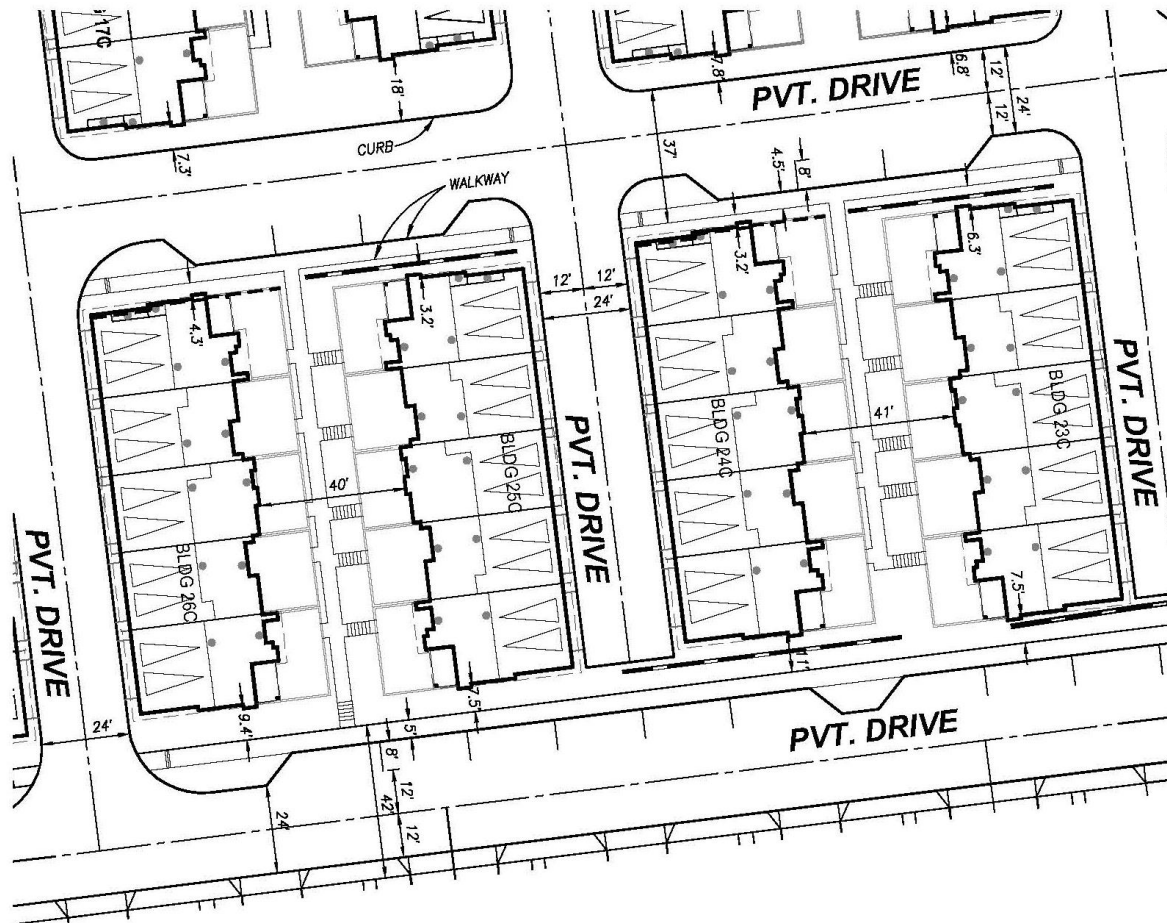 17C
18'
7.8'
6.8'
12'
24'
12'
PVT. DRIVE
CURB
7.3'
37'
4.5'
8'
WALKWAY
6.3'
3.2'
12'
12'
24'
3.2'
4.3'
PVT. DRIVE
BLDG 23C
41'
BLDG 24C
PVT. DRIVE
BLDG 25C
40'
BLDG 26C
PVT. DRIVE
7.5'
11'
7.5'
9.4'
5'
24'
8'
PVT. DRIVE
12'
42'
24'
12'